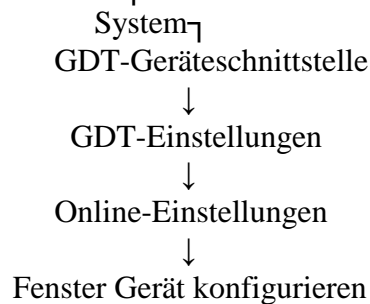 System┐
GDT-Geräteschnittstelle
↓
GDT-Einstellungen
↓
Online-Einstellungen
↓
Fenster Gerät konfigurieren